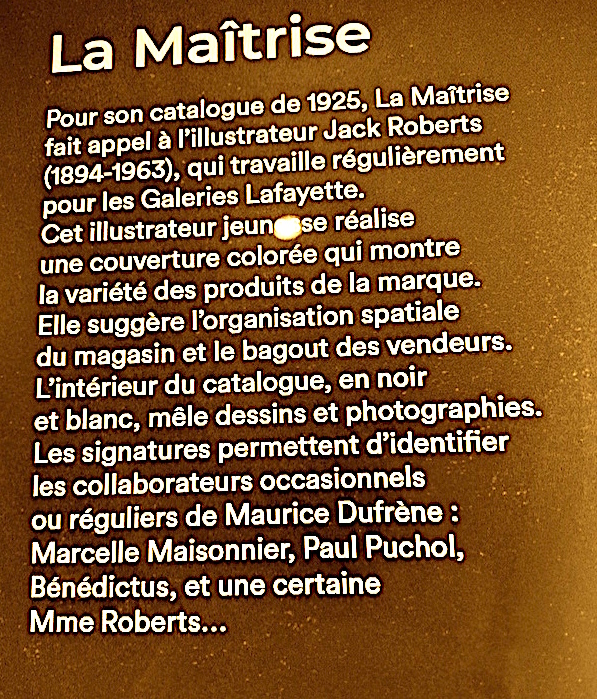 La Maîtrise
Pour son catalogue de 1925, La Maîtrise
fait appel à l'illustrateur Jack Roberts
(1894-1963), qui travaille régulièrement
pour les Galeries Lafayette.
Cet illustrateur réalise
une couverture colorée qui montre
la variété des produits de la marque.
Elle suggère l'organisation spatiale
du magasin et le bagout des vendeurs.
L'intérieur du catalogue, en noir
et blanc, mêle dessins et photographies.
Les signatures permettent d'identifier
les collaborateurs occasionnels
ou réguliers de Maurice Dufrène :
Marcelle Maisonnier, Paul Puchol,
Bénédictus, et une certaine
Mme Roberts...